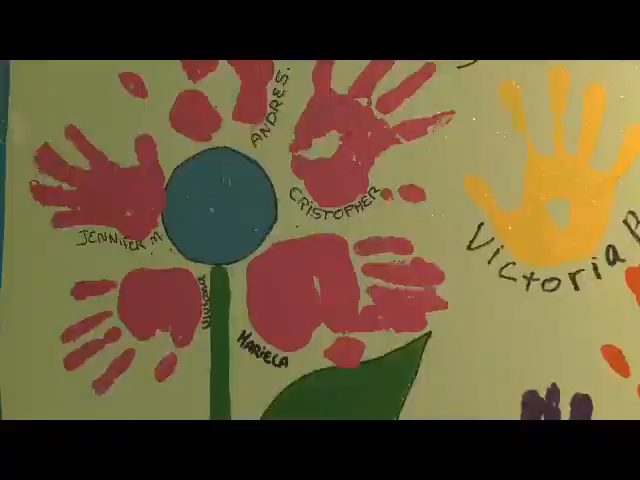 ANDRES.
CRISTOPHER
JENNIFER M
Victoria B
MARIELA